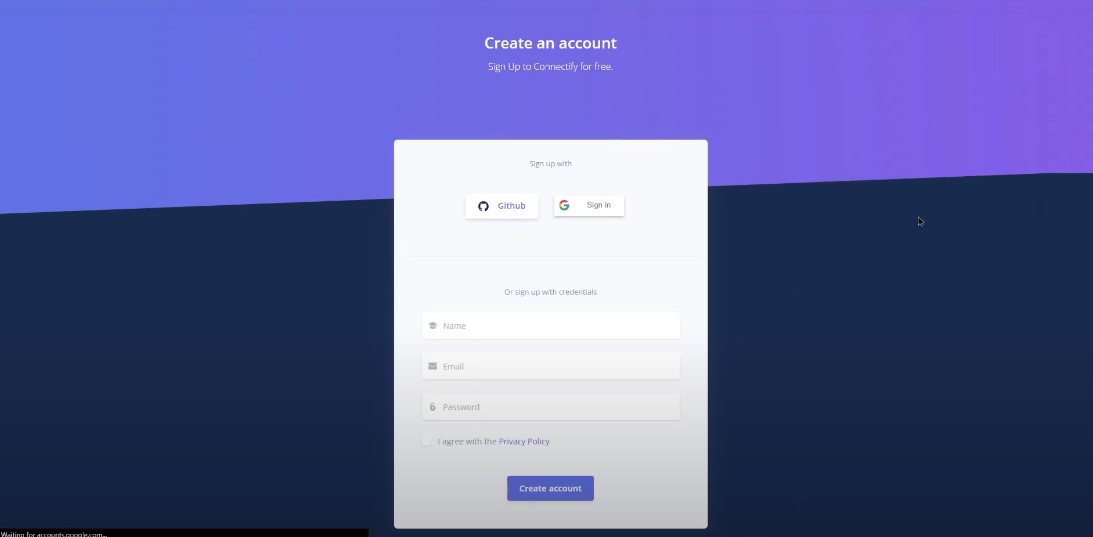 Create an account
Sign Up to Connectify for free.
Sign up with
Github
Sign in
Or sign up with credentials
Name
Email
Password
I agree with the Privacy Policy
Create account
Waiting for accounts.google.com...